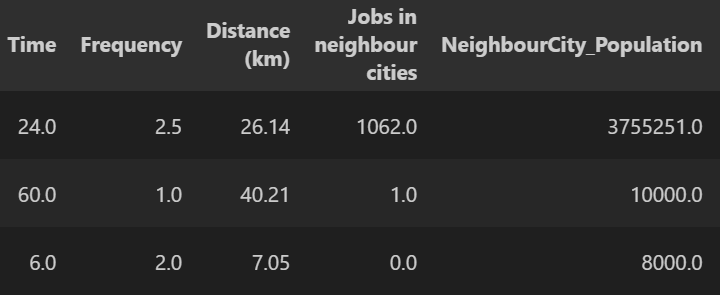 Time Frequency Distance (km) Jobs in neighbour cities NeighbourCity_Population
24.0 2.5 26.14 1062.0 3755251.0
60.0 1.0 40.21 1.0 10000.0
6.0 2.0 7.05 0.0 8000.0